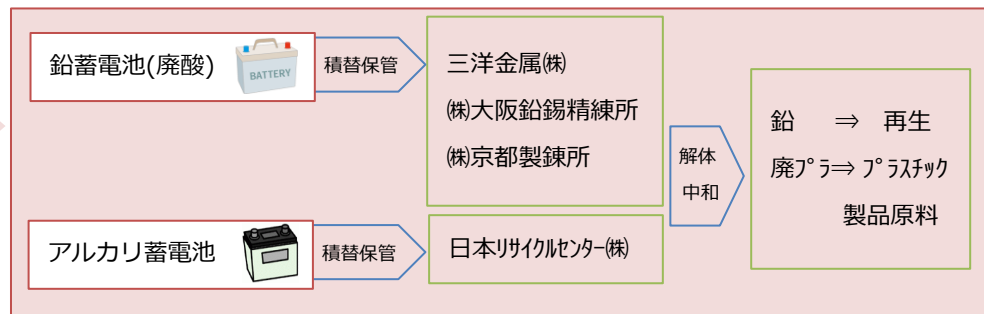 鉛蓄電池(廃酸)
BATTERY
積替保管
三洋金属㈱
㈱大阪鉛錫精練所
㈱京都製錬所
アルカリ蓄電池
積替保管
日本ﾘｻｲｸﾙｾﾝﾀｰ㈱
解体
中和
鉛 ⇒ 再生
廃ﾌﾟﾗ⇒ ﾌﾟﾗｽﾁｯｸ
製品原料